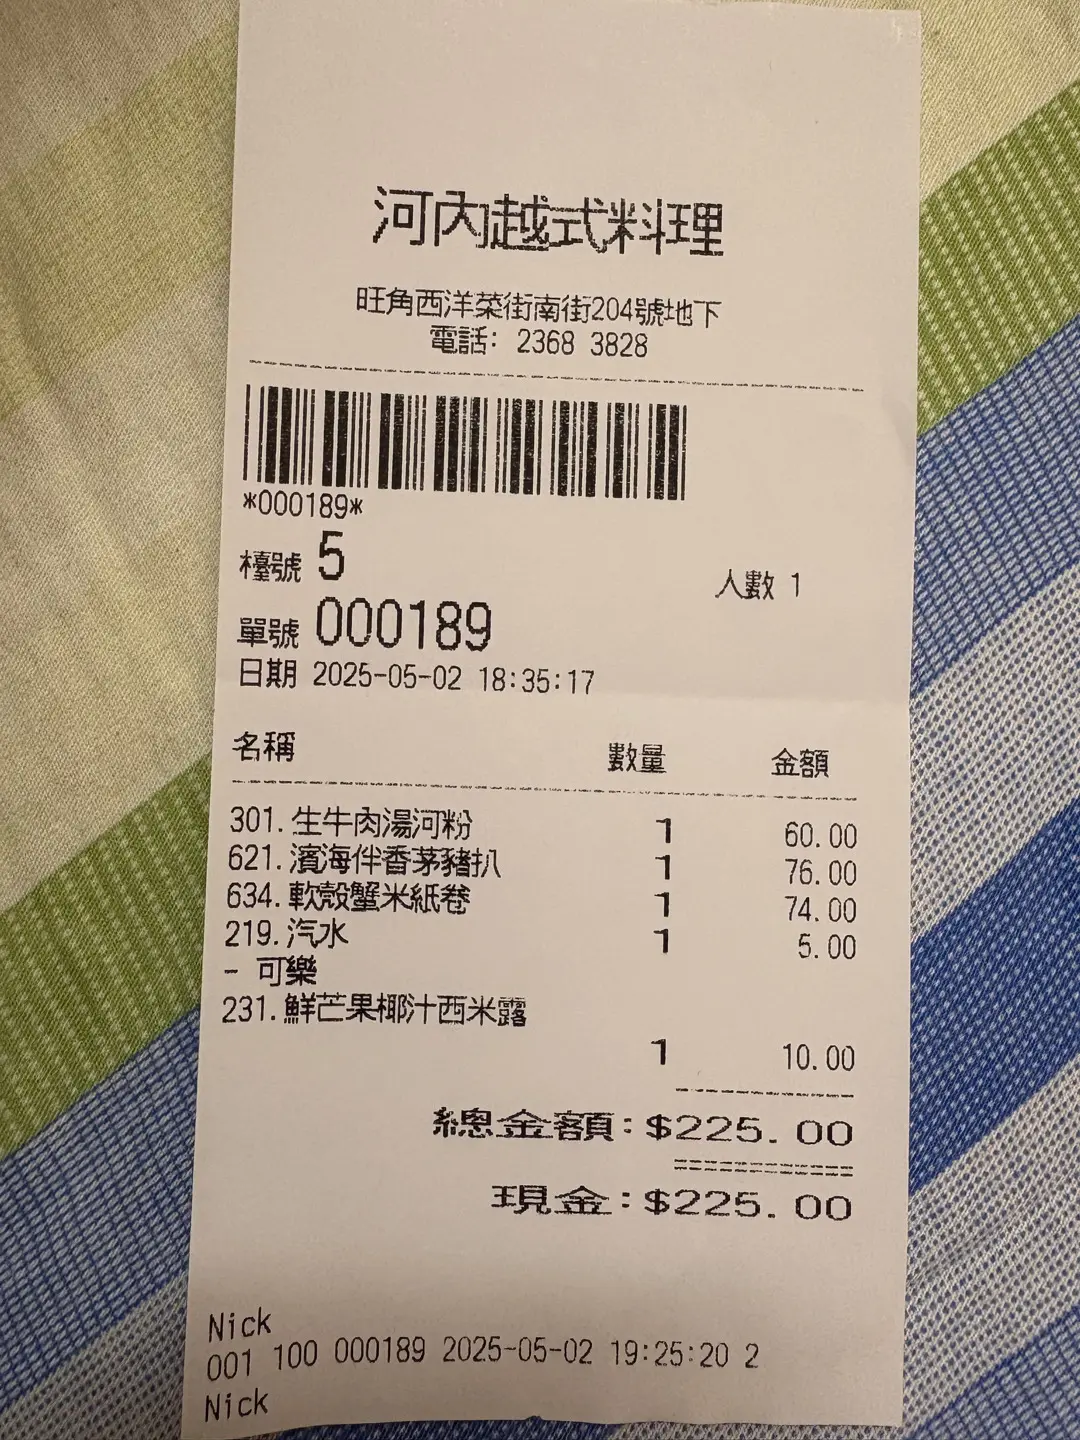 河內越式料理
旺角西洋菜街南街204號地下
電話: 2368 3828
*000189*
檯號 5
人數 1
單號 000189
日期 2025-05-02 18:35:17
名稱 數量 金額
301.生牛肉湯河粉 1 60.00
621.濱海伴香茅豬扒 1 76.00
634.軟殼蟹米紙卷 1 74.00
219.汽水 1 5.00
- 可樂
231.鮮芒果椰汁西米露
1 10.00
總金額:$225.00
現金:$225.00
Nick
001 100 000189 2025-05-02 19:25:20 2
Nick